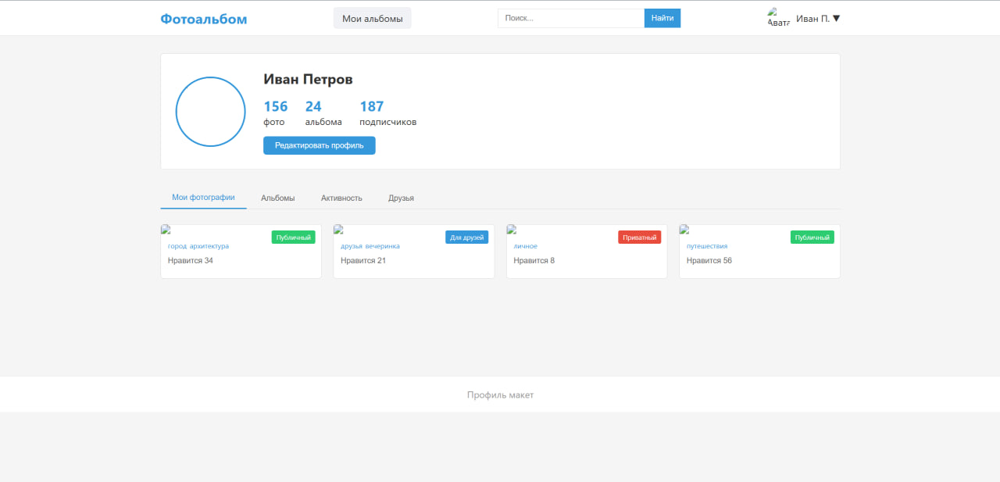 Фотоальбом
Мои альбомы
Поиск...
Найти
Авата
Иван П. ▼
Иван Петров
156 24 187
фото альбома подписчиков
Редактировать профиль
Мои фотографии Альбомы Активность Друзья
Публичный
город архитектура
Нравится 34
Для друзей
друзья вечеринка
Нравится 21
Приватный
личное
Нравится 8
Публичный
путешествия
Нравится 56
Профиль макет